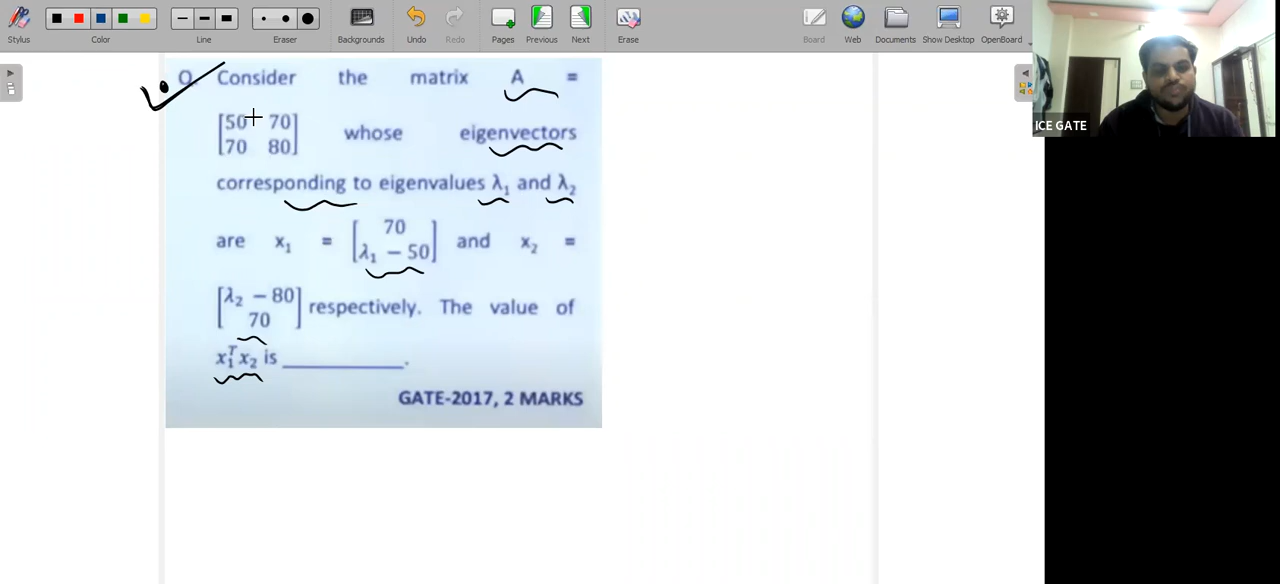 Stylus Color Line Eraser Backgrounds Undo Redo Pages Previous Next Erase Board Web Documents Show Desktop OpenBoard
ICE GATE
Q. Consider the matrix A =
[50 70
70 80] whose eigenvectors
corresponding to eigenvalues λ₁ and λ₂
are x₁ = [70
λ₁ − 50] and x₂ =
[λ₂ − 80
70] respectively. The value of
x₁ᵀx₂ is ____________.
GATE-2017, 2 MARKS